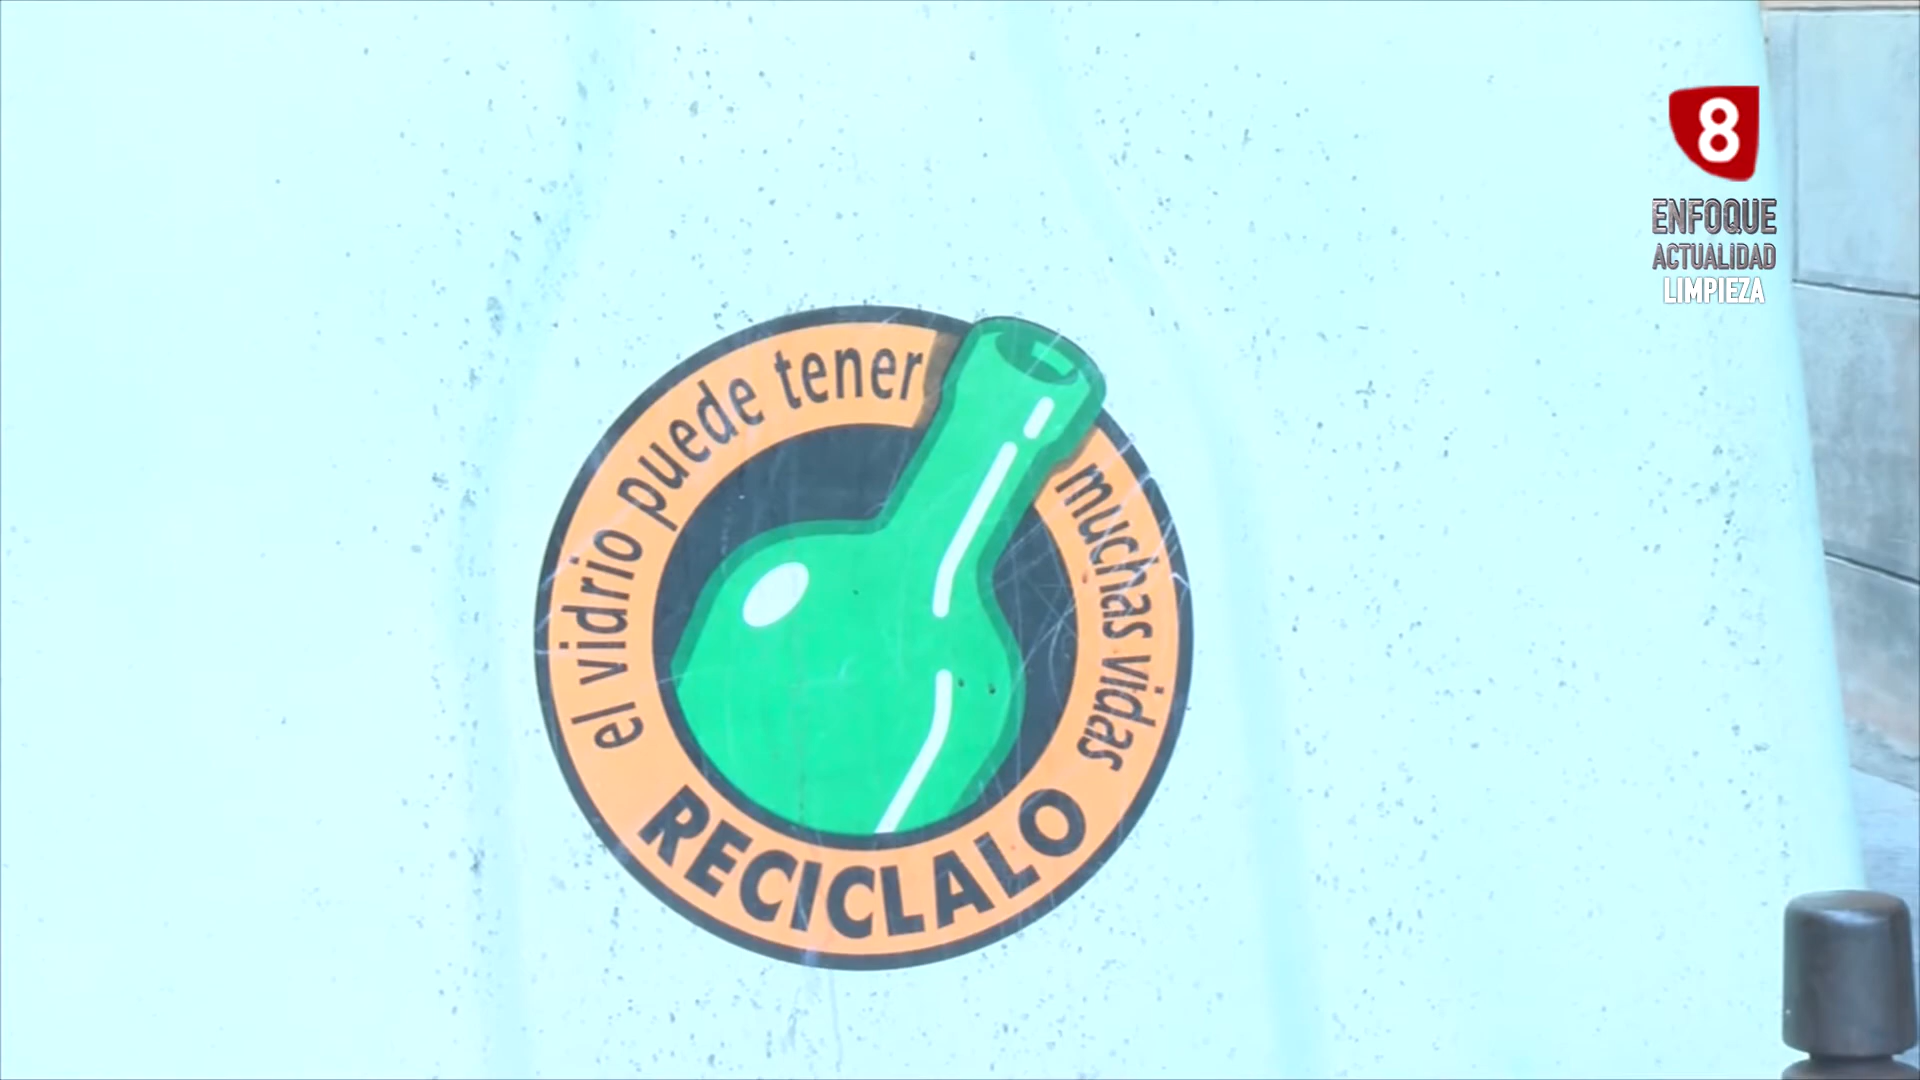 8
ENFOQUE
ACTUALIDAD
LIMPIEZA
el vidrio puede tener muchas vidas
RECICLALO